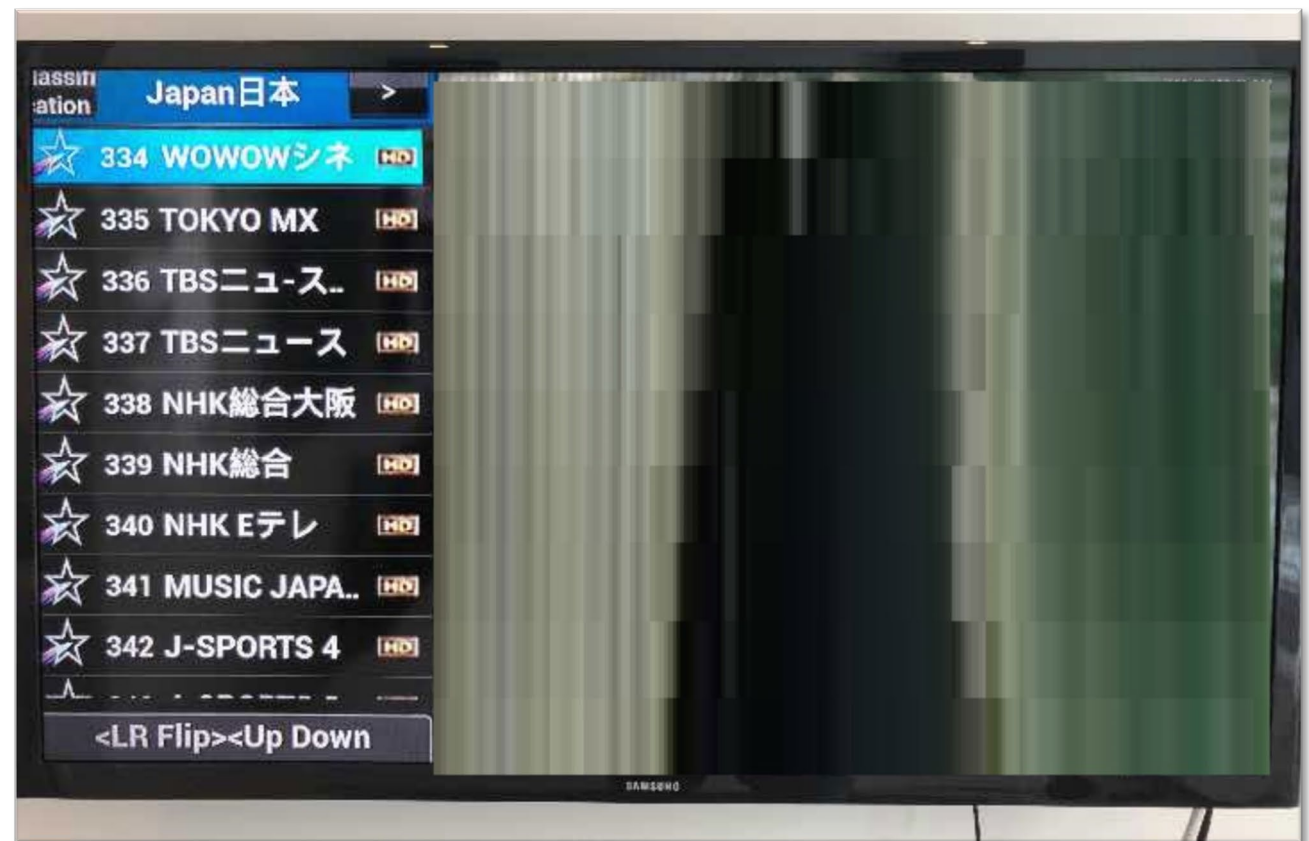 lassifi
cation
Japan日本
>
334 WOWOWシネ HD
335 TOKYO MX HD
336 TBSニュ-ス.. HD
337 TBSニュース HD
338 NHK総合大阪 HD
339 NHK総合 HD
340 NHK Eテレ HD
341 MUSIC JAPA.. HD
342 J-SPORTS 4 HD
<LR Flip><Up Down
SAMSUNG